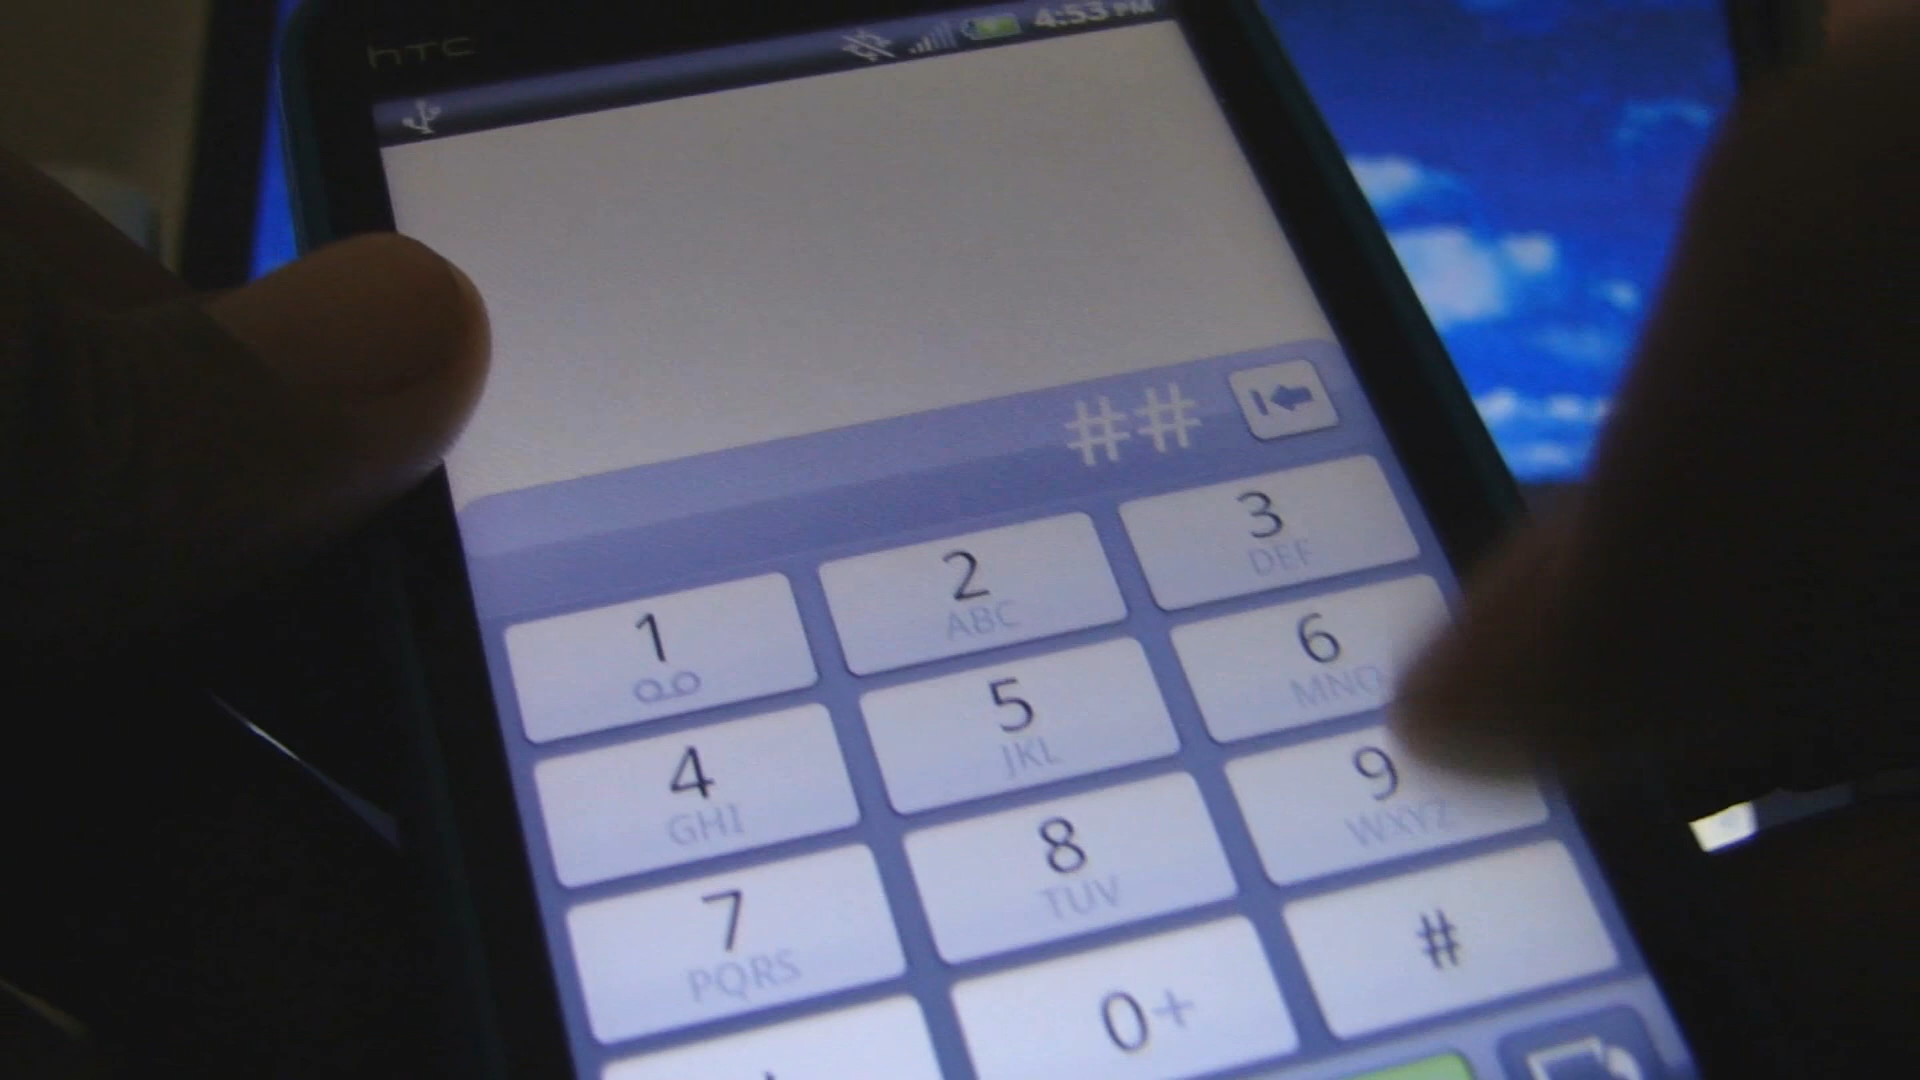 hTC
4:53 PM
##
1 2 3
ABC DEF
4 5 6
GHI JKL MNO
7 8 9
PQRS TUV WXYZ
0+ #